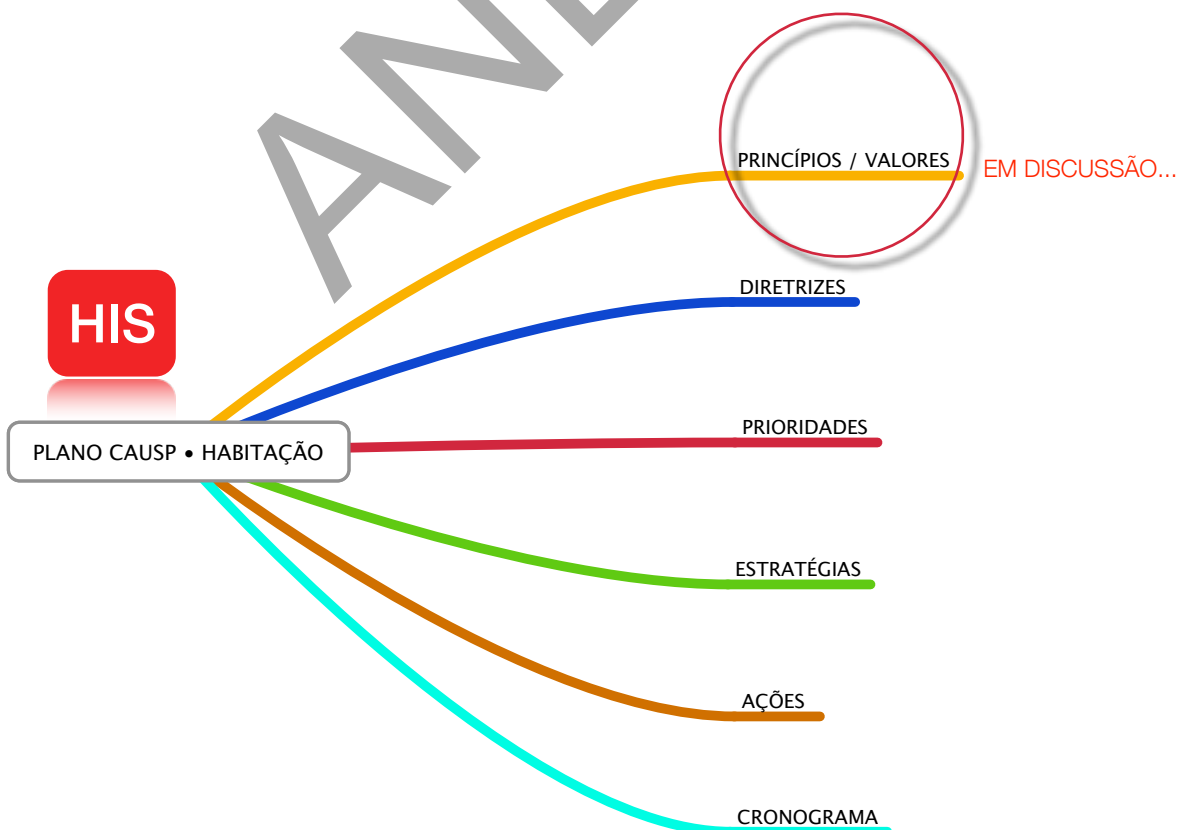 PRINCÍPIOS / VALORES
EM DISCUSSÃO...
DIRETRIZES
HIS
PRIORIDADES
PLANO CAUSP • HABITAÇÃO
ESTRATÉGIAS
AÇÕES
CRONOGRAMA